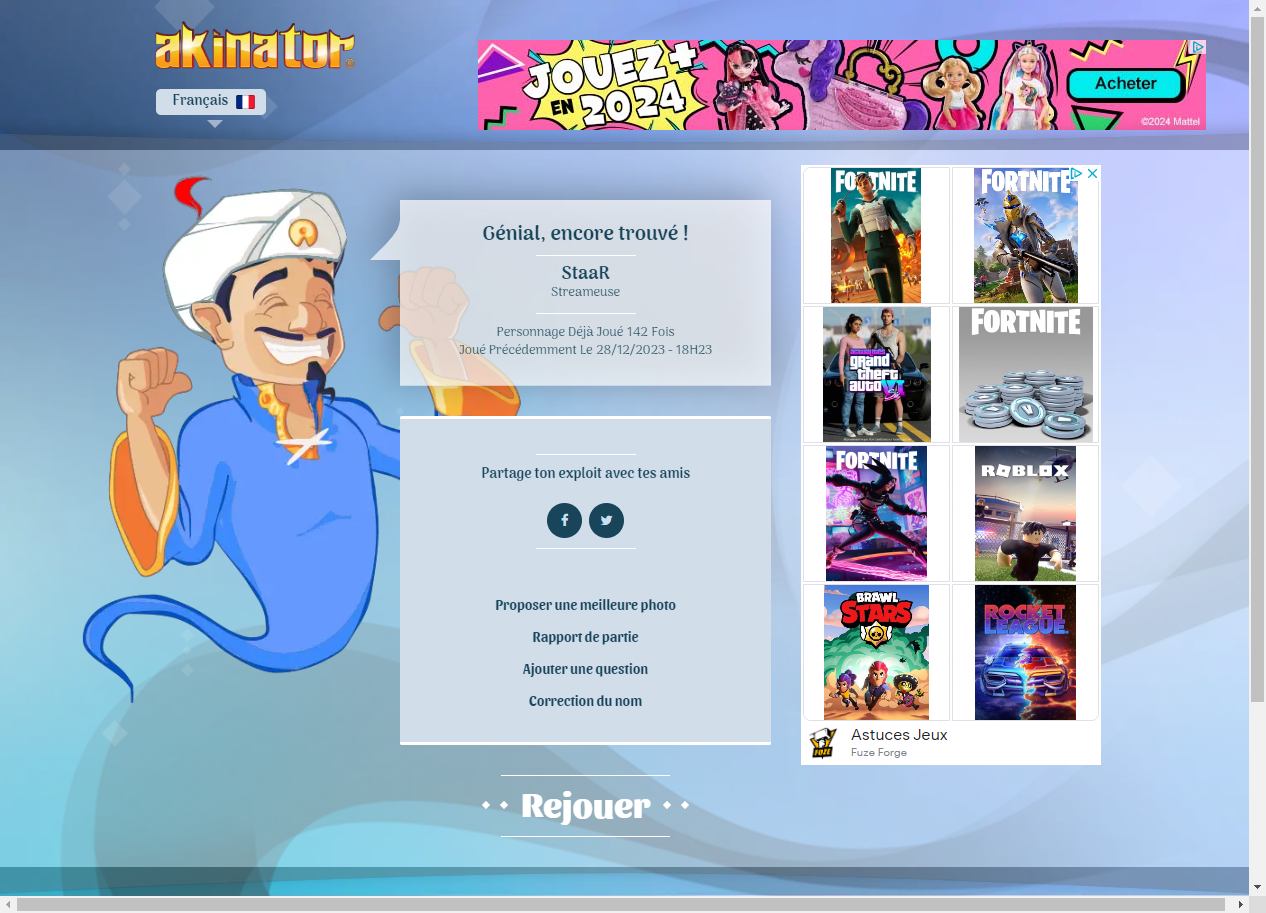 akinator
Français
JOUEZ+
EN 2024
Acheter
©2024 Mattel
Génial, encore trouvé !
StaaR
Streameuse
Personnage Déjà Joué 142 Fois
Joué Précédemment Le 28/12/2023 - 18H23
Partage ton exploit avec tes amis
Proposer une meilleure photo
Rapport de partie
Ajouter une question
Correction du nom
Rejouer
FORTNITE
FORTNITE
grand
theft
auto
VI
FORTNITE
FORTNITE
ROBLOX
BRAWL
STARS
ROCKET
LEAGUE
FUZE
Astuces Jeux
Fuze Forge